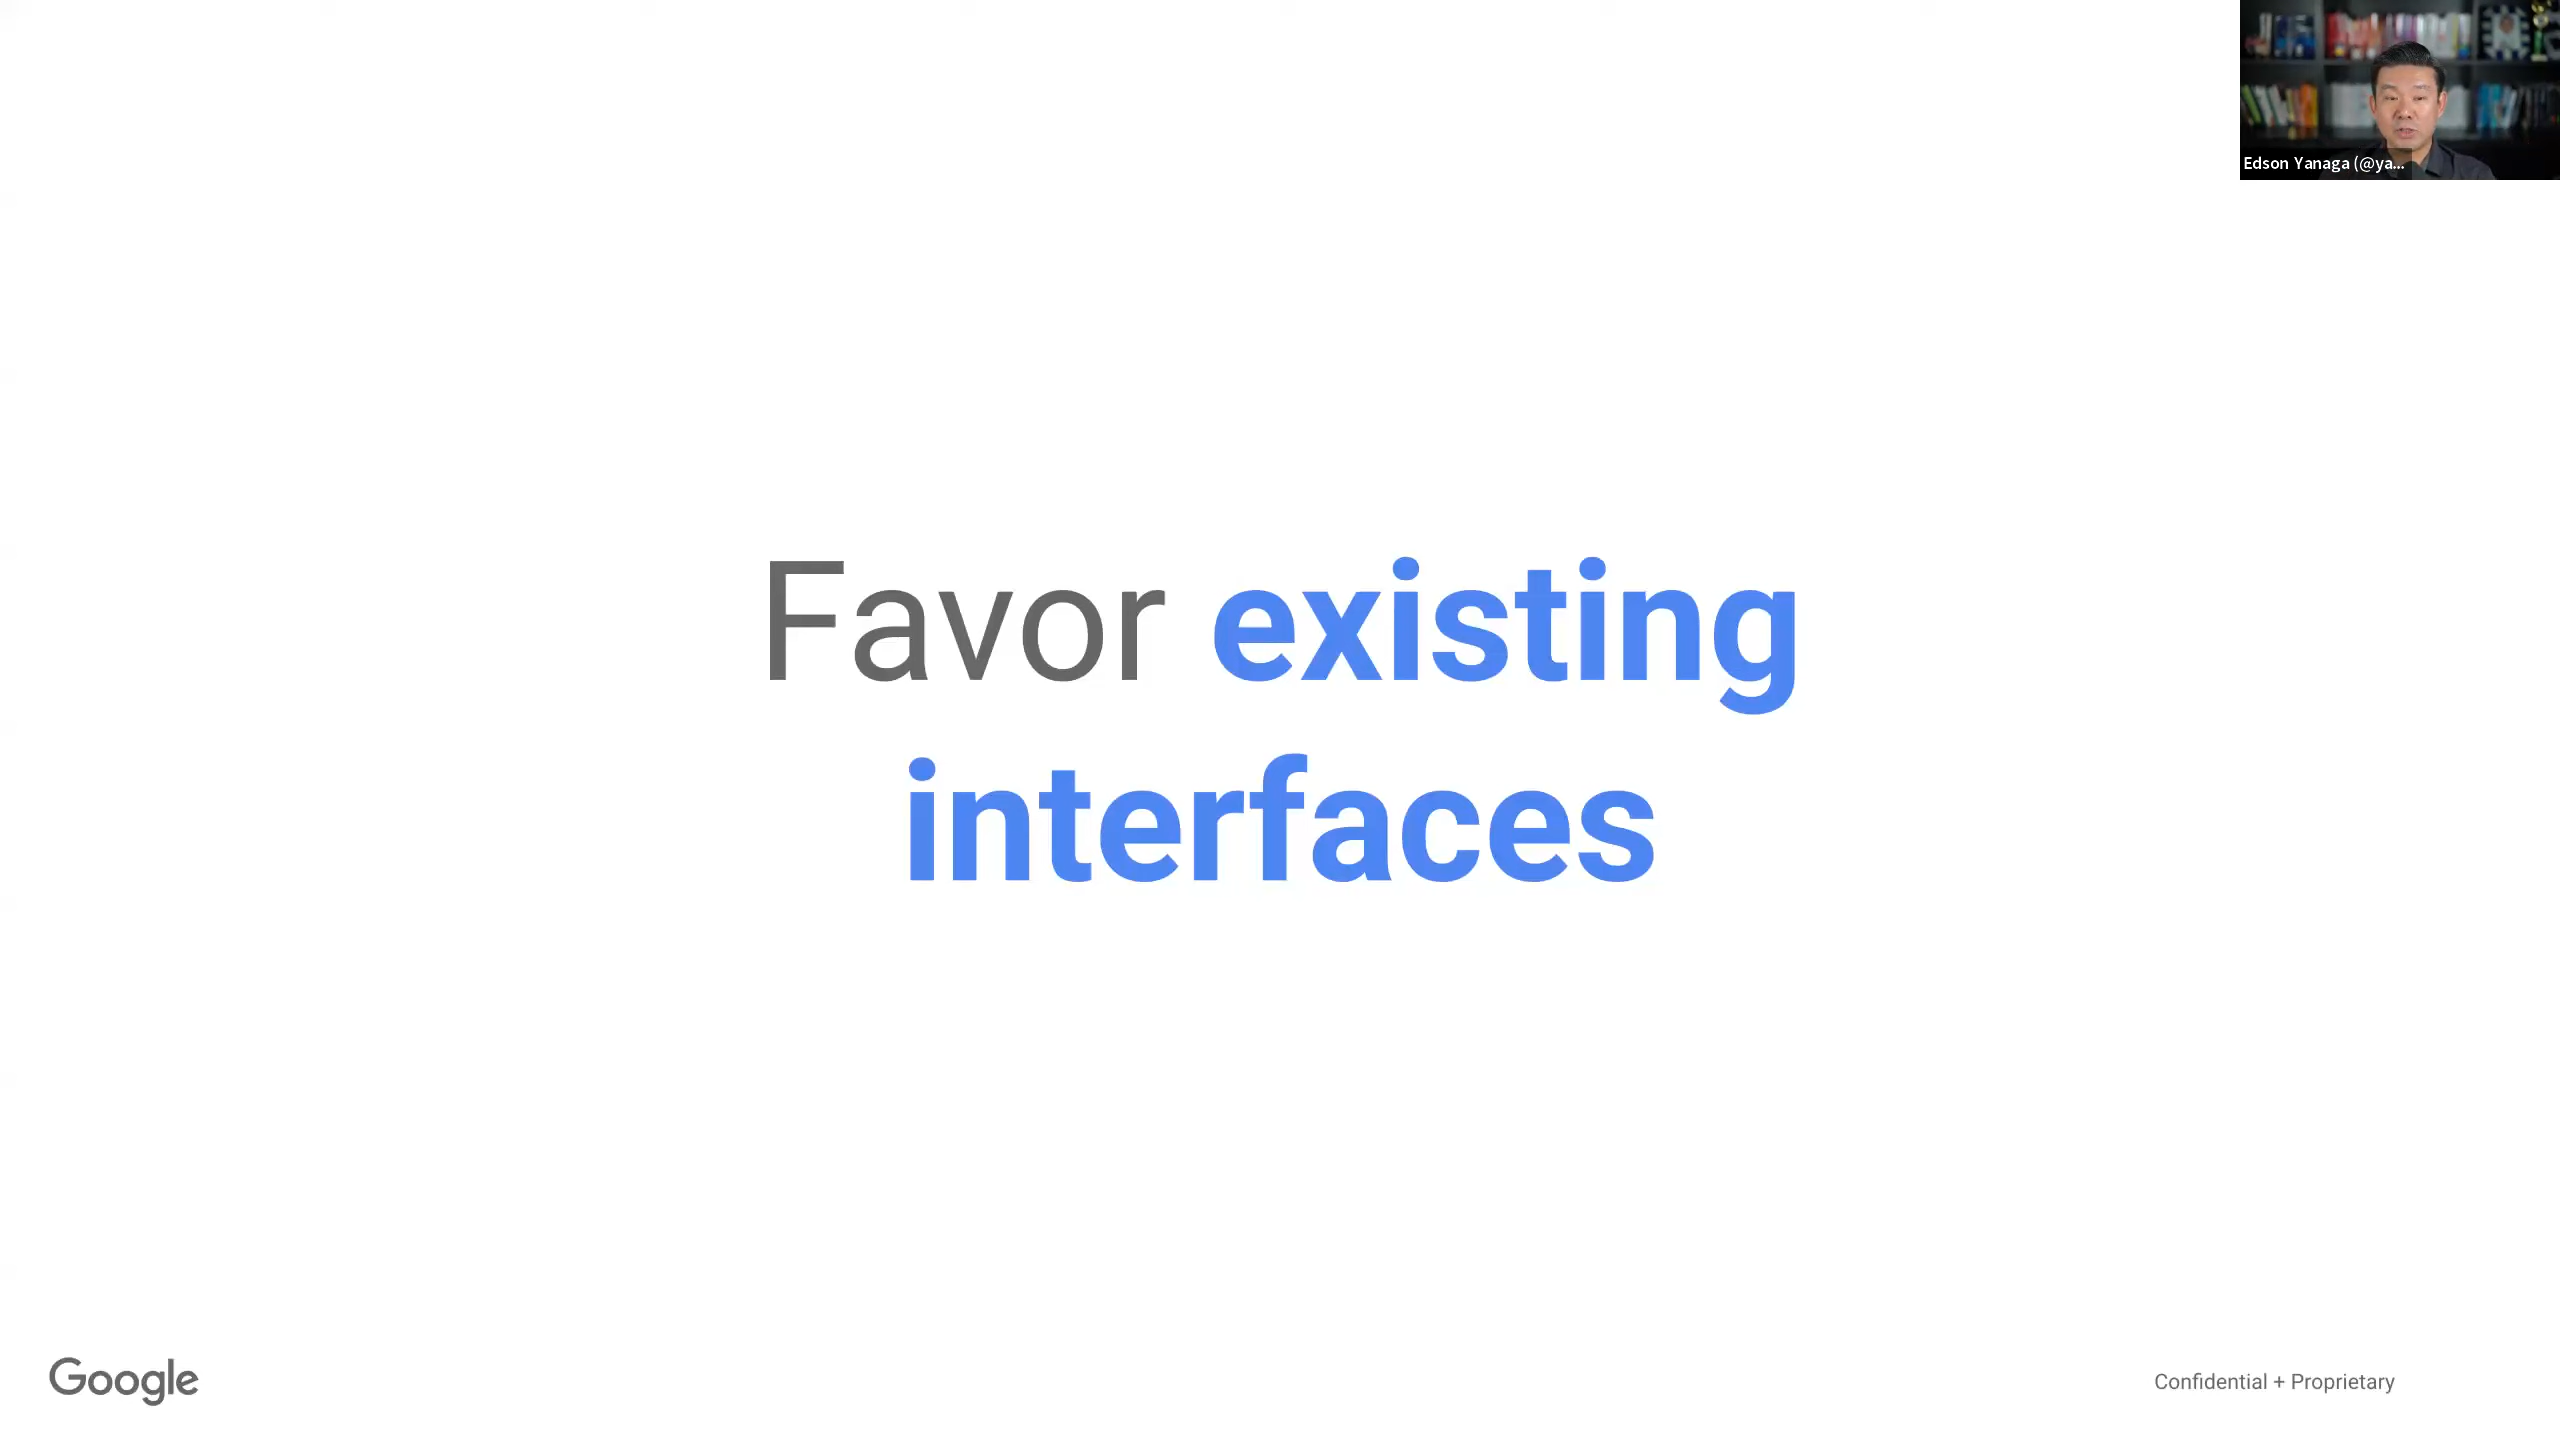 Edson Yanaga (@ya...
Favor existing
interfaces
Google
Confidential + Proprietary